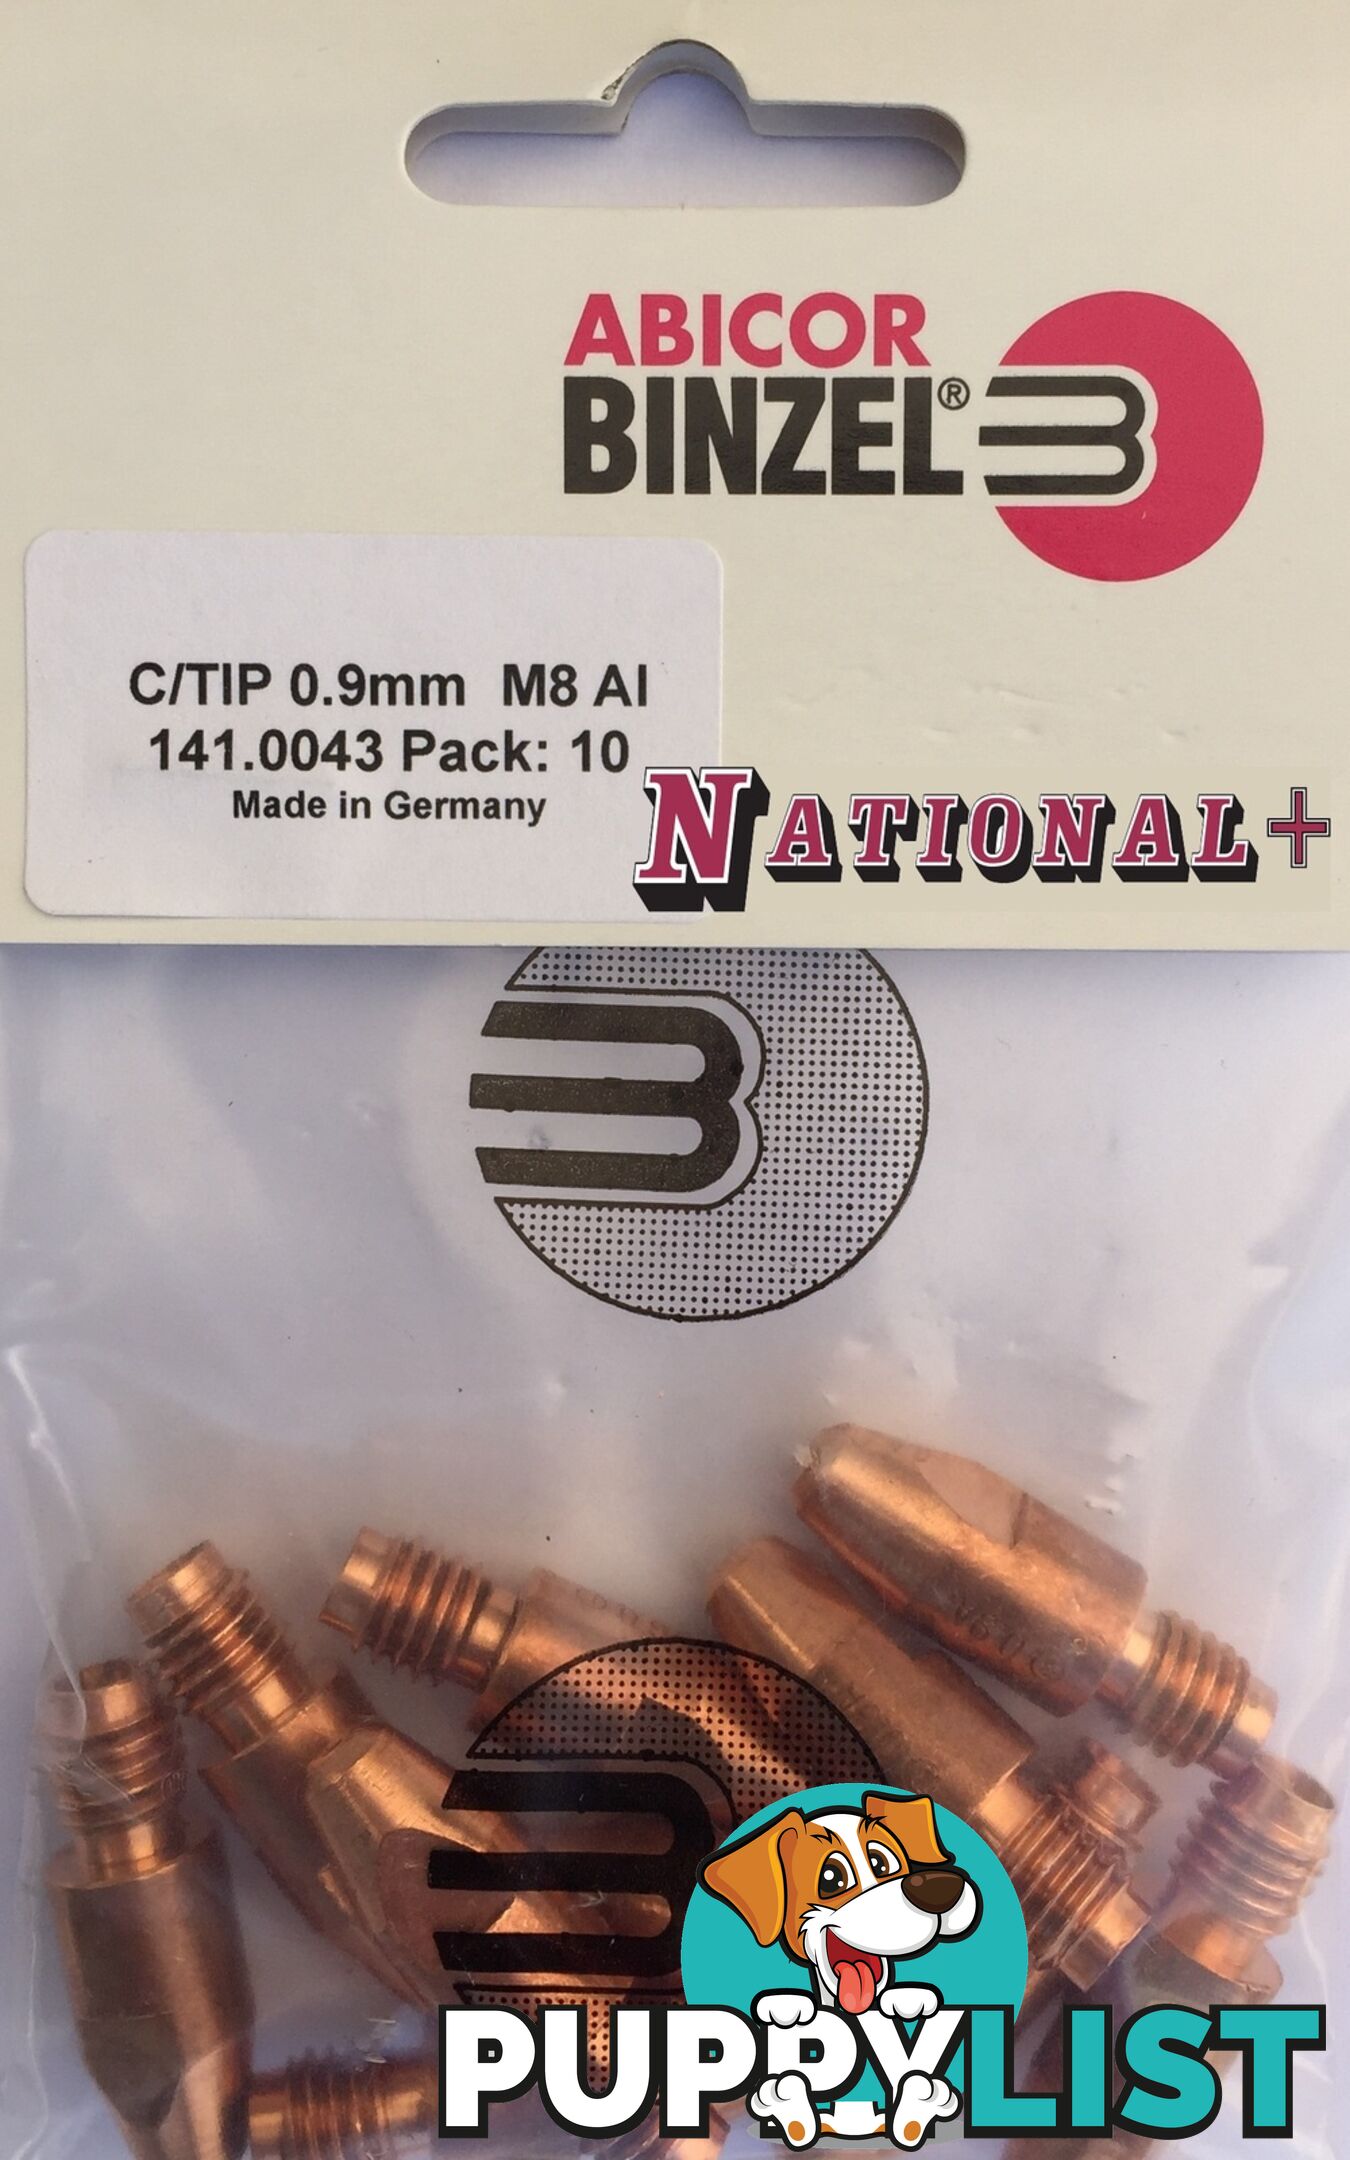 ABICOR
BINZEL®
C/TIP 0.9mm M8 Al
141.0043 Pack: 10
Made in Germany
NATIONAL+
PUPPYLIST